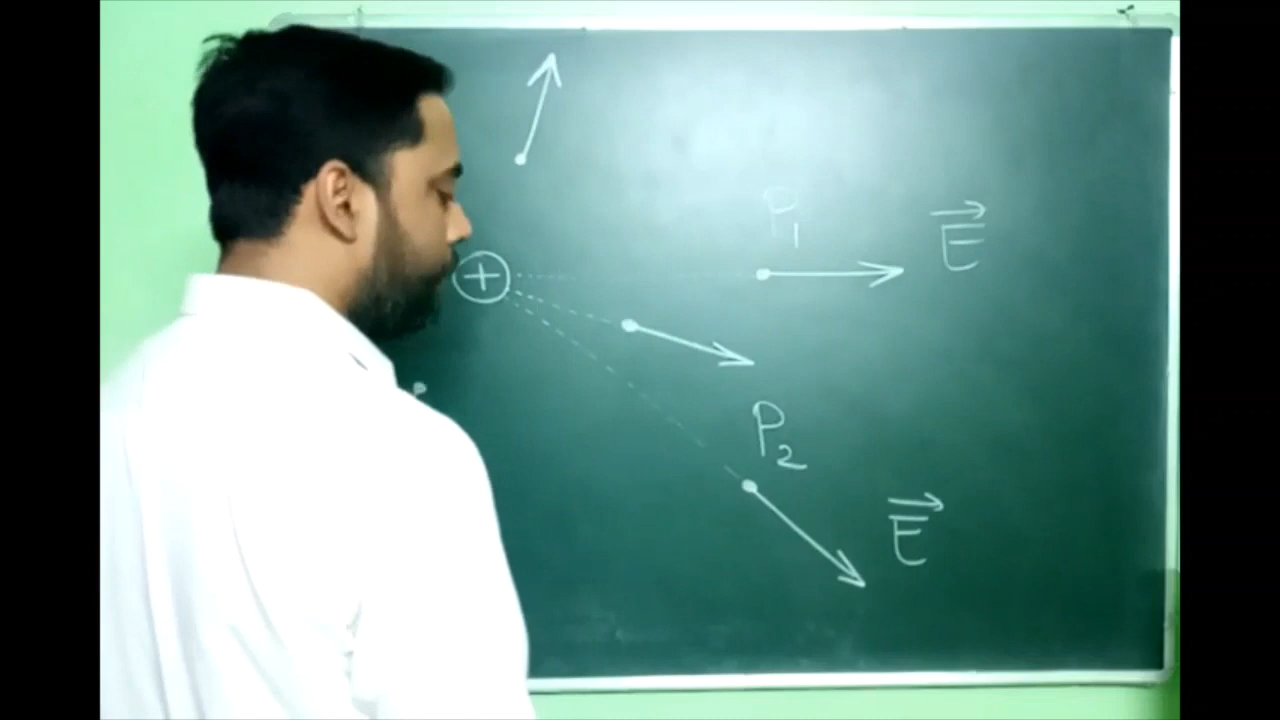 P₁
E⃗
+
P₂
E⃗